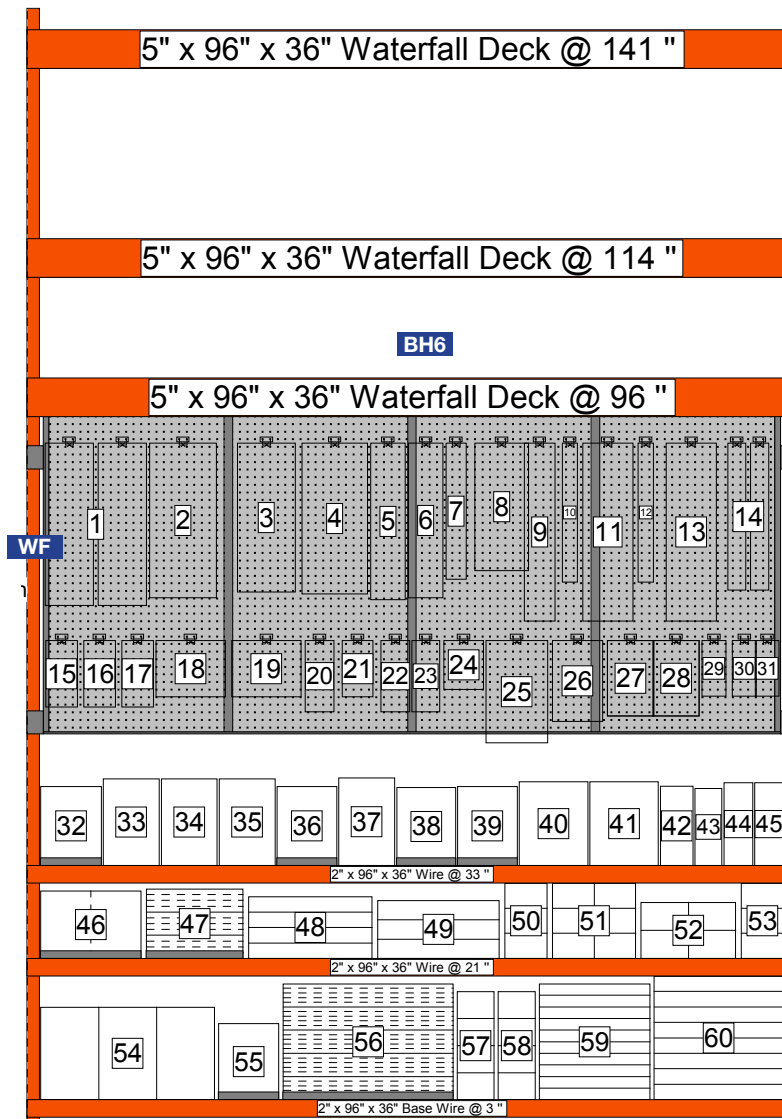 5" x 96" x 36" Waterfall Deck @ 141 "
5" x 96" x 36" Waterfall Deck @ 114 "
BH6
5" x 96" x 36" Waterfall Deck @ 96 "
1 2 3 4 5 6 7 8 9 10 11 12 13 14
WF
15 16 17 18 19 20 21 22 23 24 25 26 27 28 29 30 31
32 33 34 35 36 37 38 39 40 41 42 43 44 45
2" x 96" x 36" Wire @ 33 "
46 47 48 49 50 51 52 53
2" x 96" x 36" Wire @ 21 "
54 55 56 57 58 59 60
2" x 96" x 36" Base Wire @ 3 "